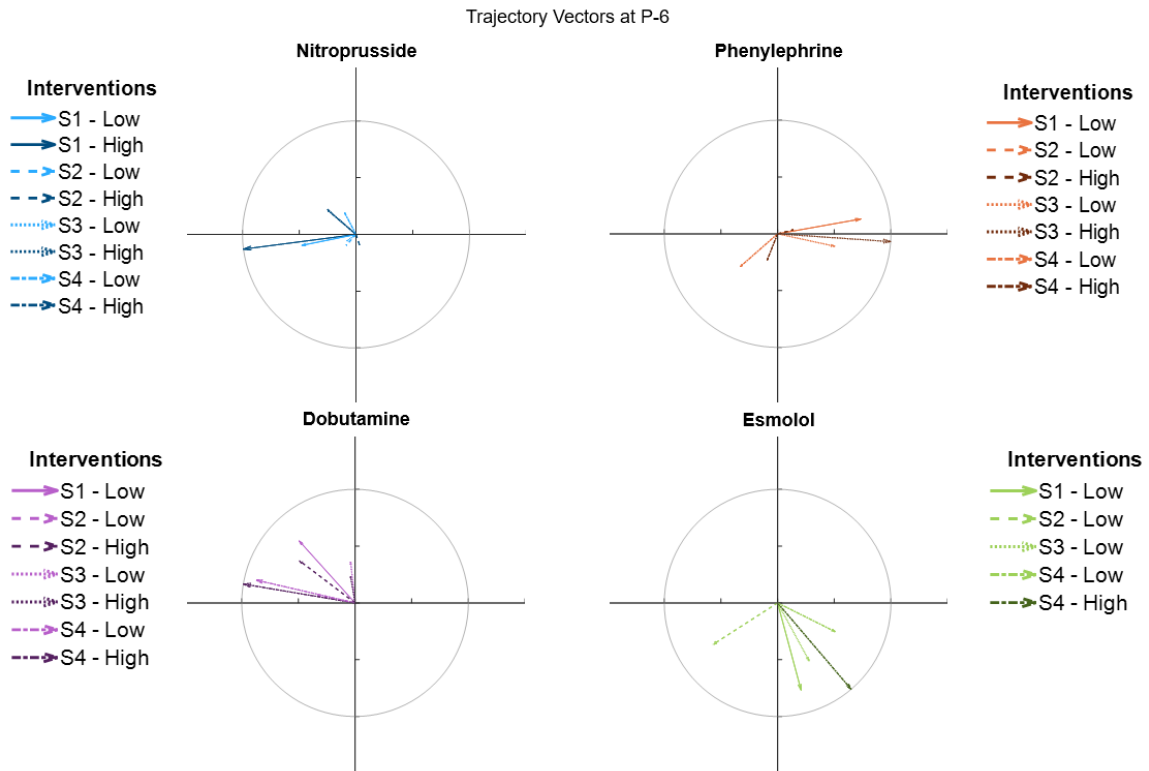 Trajectory Vectors at P-6
Nitroprusside
Interventions
S1 - Low
S1 - High
S2 - Low
S2 - High
S3 - Low
S3 - High
S4 - Low
S4 - High
Phenylephrine
Interventions
S1 - Low
S2 - Low
S2 - High
S3 - Low
S3 - High
S4 - Low
S4 - High
Dobutamine
Interventions
S1 - Low
S2 - Low
S2 - High
S3 - Low
S3 - High
S4 - Low
S4 - High
Esmolol
Interventions
S1 - Low
S2 - Low
S3 - Low
S4 - Low
S4 - High